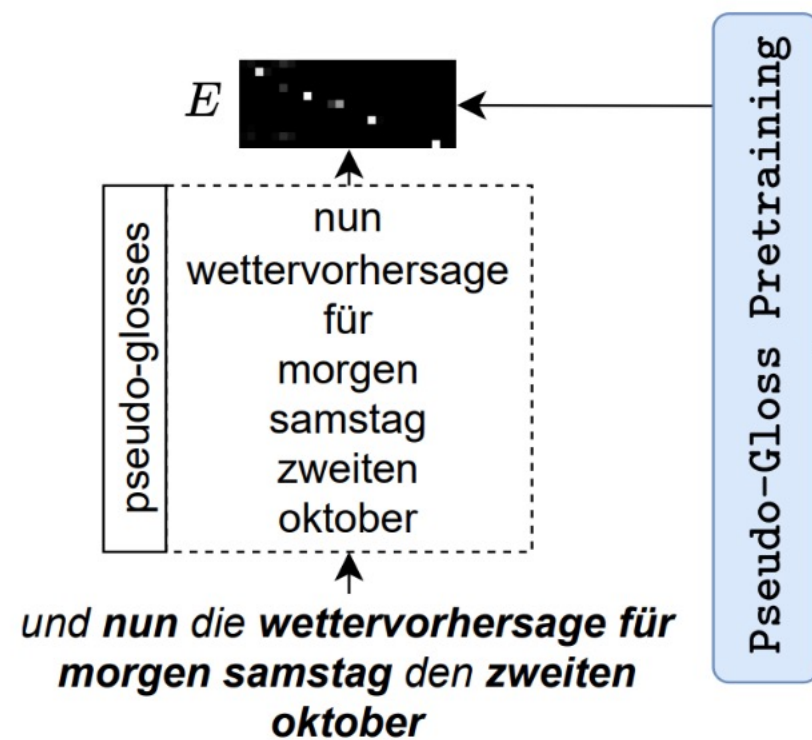 E
pseudo-glosses
nun
wettervorhersage
für
morgen
samstag
zweiten
oktober
und nun die wettervorhersage für
morgen samstag den zweiten
oktober
Pseudo-Gloss Pretraining